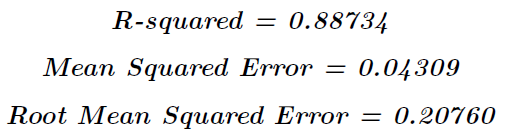 R-squared = 0.88734
Mean Squared Error = 0.04309
Root Mean Squared Error = 0.20760